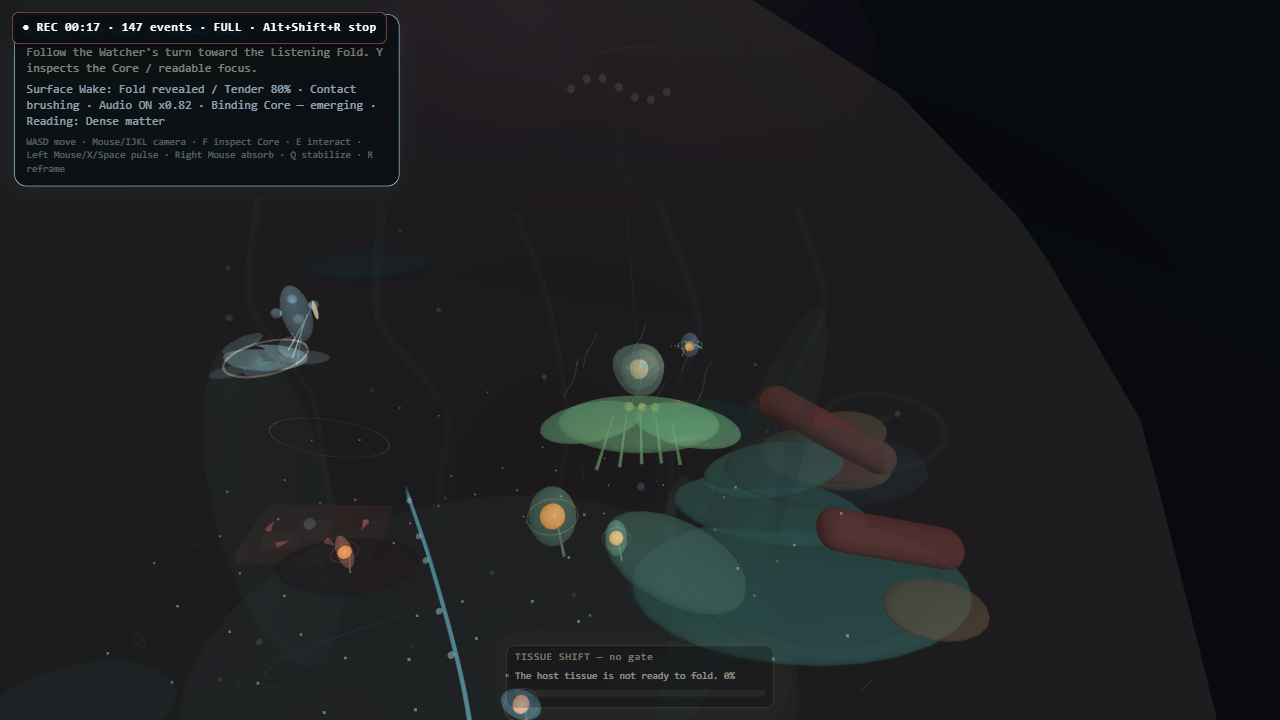 ● REC 00:17 · 147 events · FULL · Alt+Shift+R stop
Follow the Watcher's turn toward the Listening Fold. Y
inspects the Core / readable focus.
Surface Wake: Fold revealed / Tender 80% · Contact
brushing · Audio ON x0.82 · Binding Core — emerging ·
Reading: Dense matter
WASD move · Mouse/IJKL camera · F inspect Core · E interact ·
Left Mouse/X/Space pulse · Right Mouse absorb · Q stabilize · R
reframe
TISSUE SHIFT — no gate
The host tissue is not ready to fold. 0%